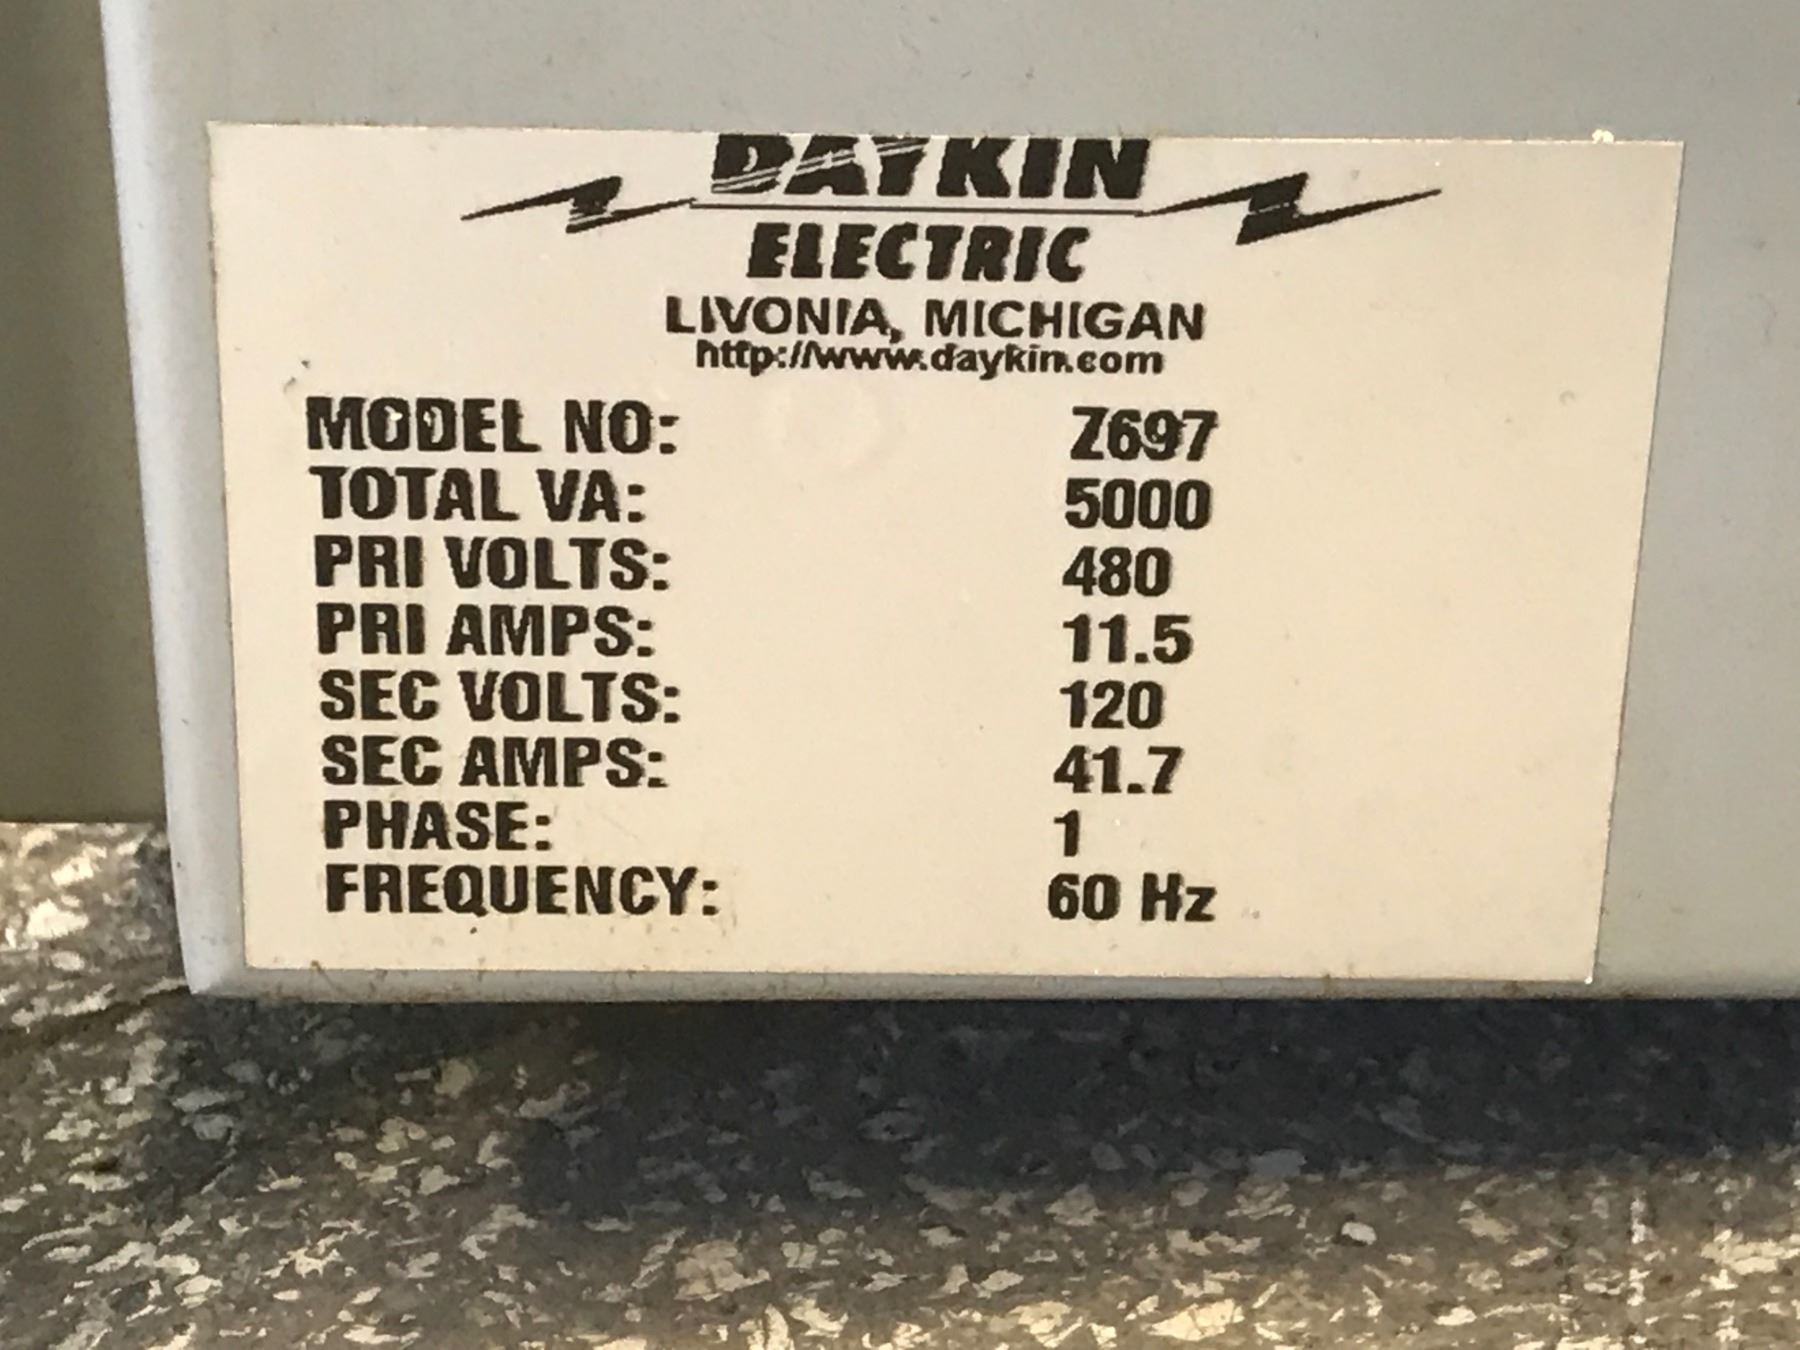 DAYKIN
ELECTRIC
LIVONIA, MICHIGAN
http://www.daykin.com
MODEL NO: Z697
TOTAL VA: 5000
PRI VOLTS: 480
PRI AMPS: 11.5
SEC VOLTS: 120
SEC AMPS: 41.7
PHASE: 1
FREQUENCY: 60 Hz